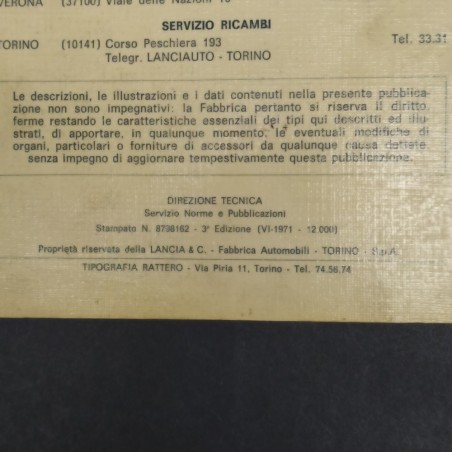 VERONA (37100) Viale delle Nazioni 10
SERVIZIO RICAMBI
TORINO (10141) Corso Peschiera 193 Tel. 33.31
Telegr. LANCIAUTO - TORINO
Le descrizioni, le illustrazioni e i dati contenuti nella presente pubblica-
zione non sono impegnativi: la Fabbrica pertanto si riserva il diritto,
ferme restando le caratteristiche essenziali dei tipi qui descritti ed illu-
strati, di apportare, in qualunque momento, le eventuali modifiche di
organi, particolari o forniture di accessori da qualunque causa dettate,
senza impegno di aggiornare tempestivamente questa pubblicazione.
DIREZIONE TECNICA
Servizio Norme e Pubblicazioni
Stampato N. 8738162 - 3ª Edizione (VI-1971 - 12.000)
Proprietà riservata della LANCIA & C. - Fabbrica Automobili - TORINO - S.p.A.
TIPOGRAFIA RATTERO - Via Piria 11, Torino - Tel. 74.56.74